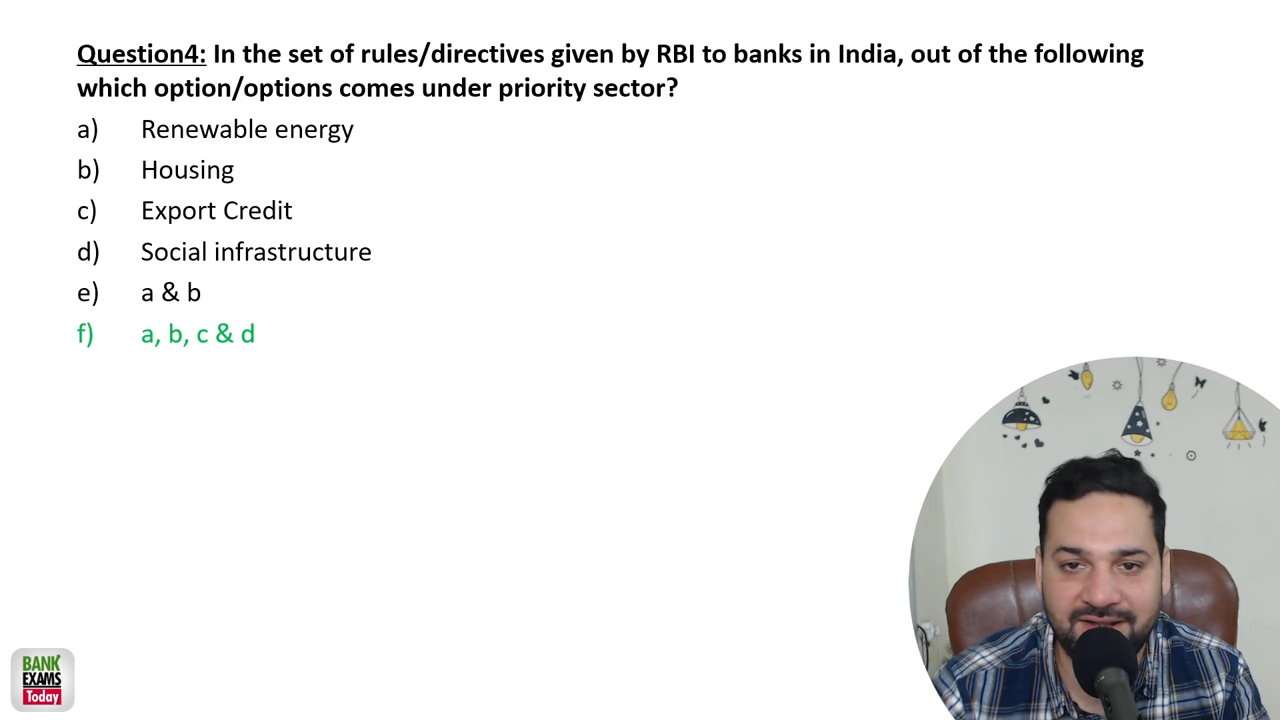 Question4: In the set of rules/directives given by RBI to banks in India, out of the following
which option/options comes under priority sector?
a) Renewable energy
b) Housing
c) Export Credit
d) Social infrastructure
e) a & b
f) a, b, c & d
BANK
EXAMS
Today